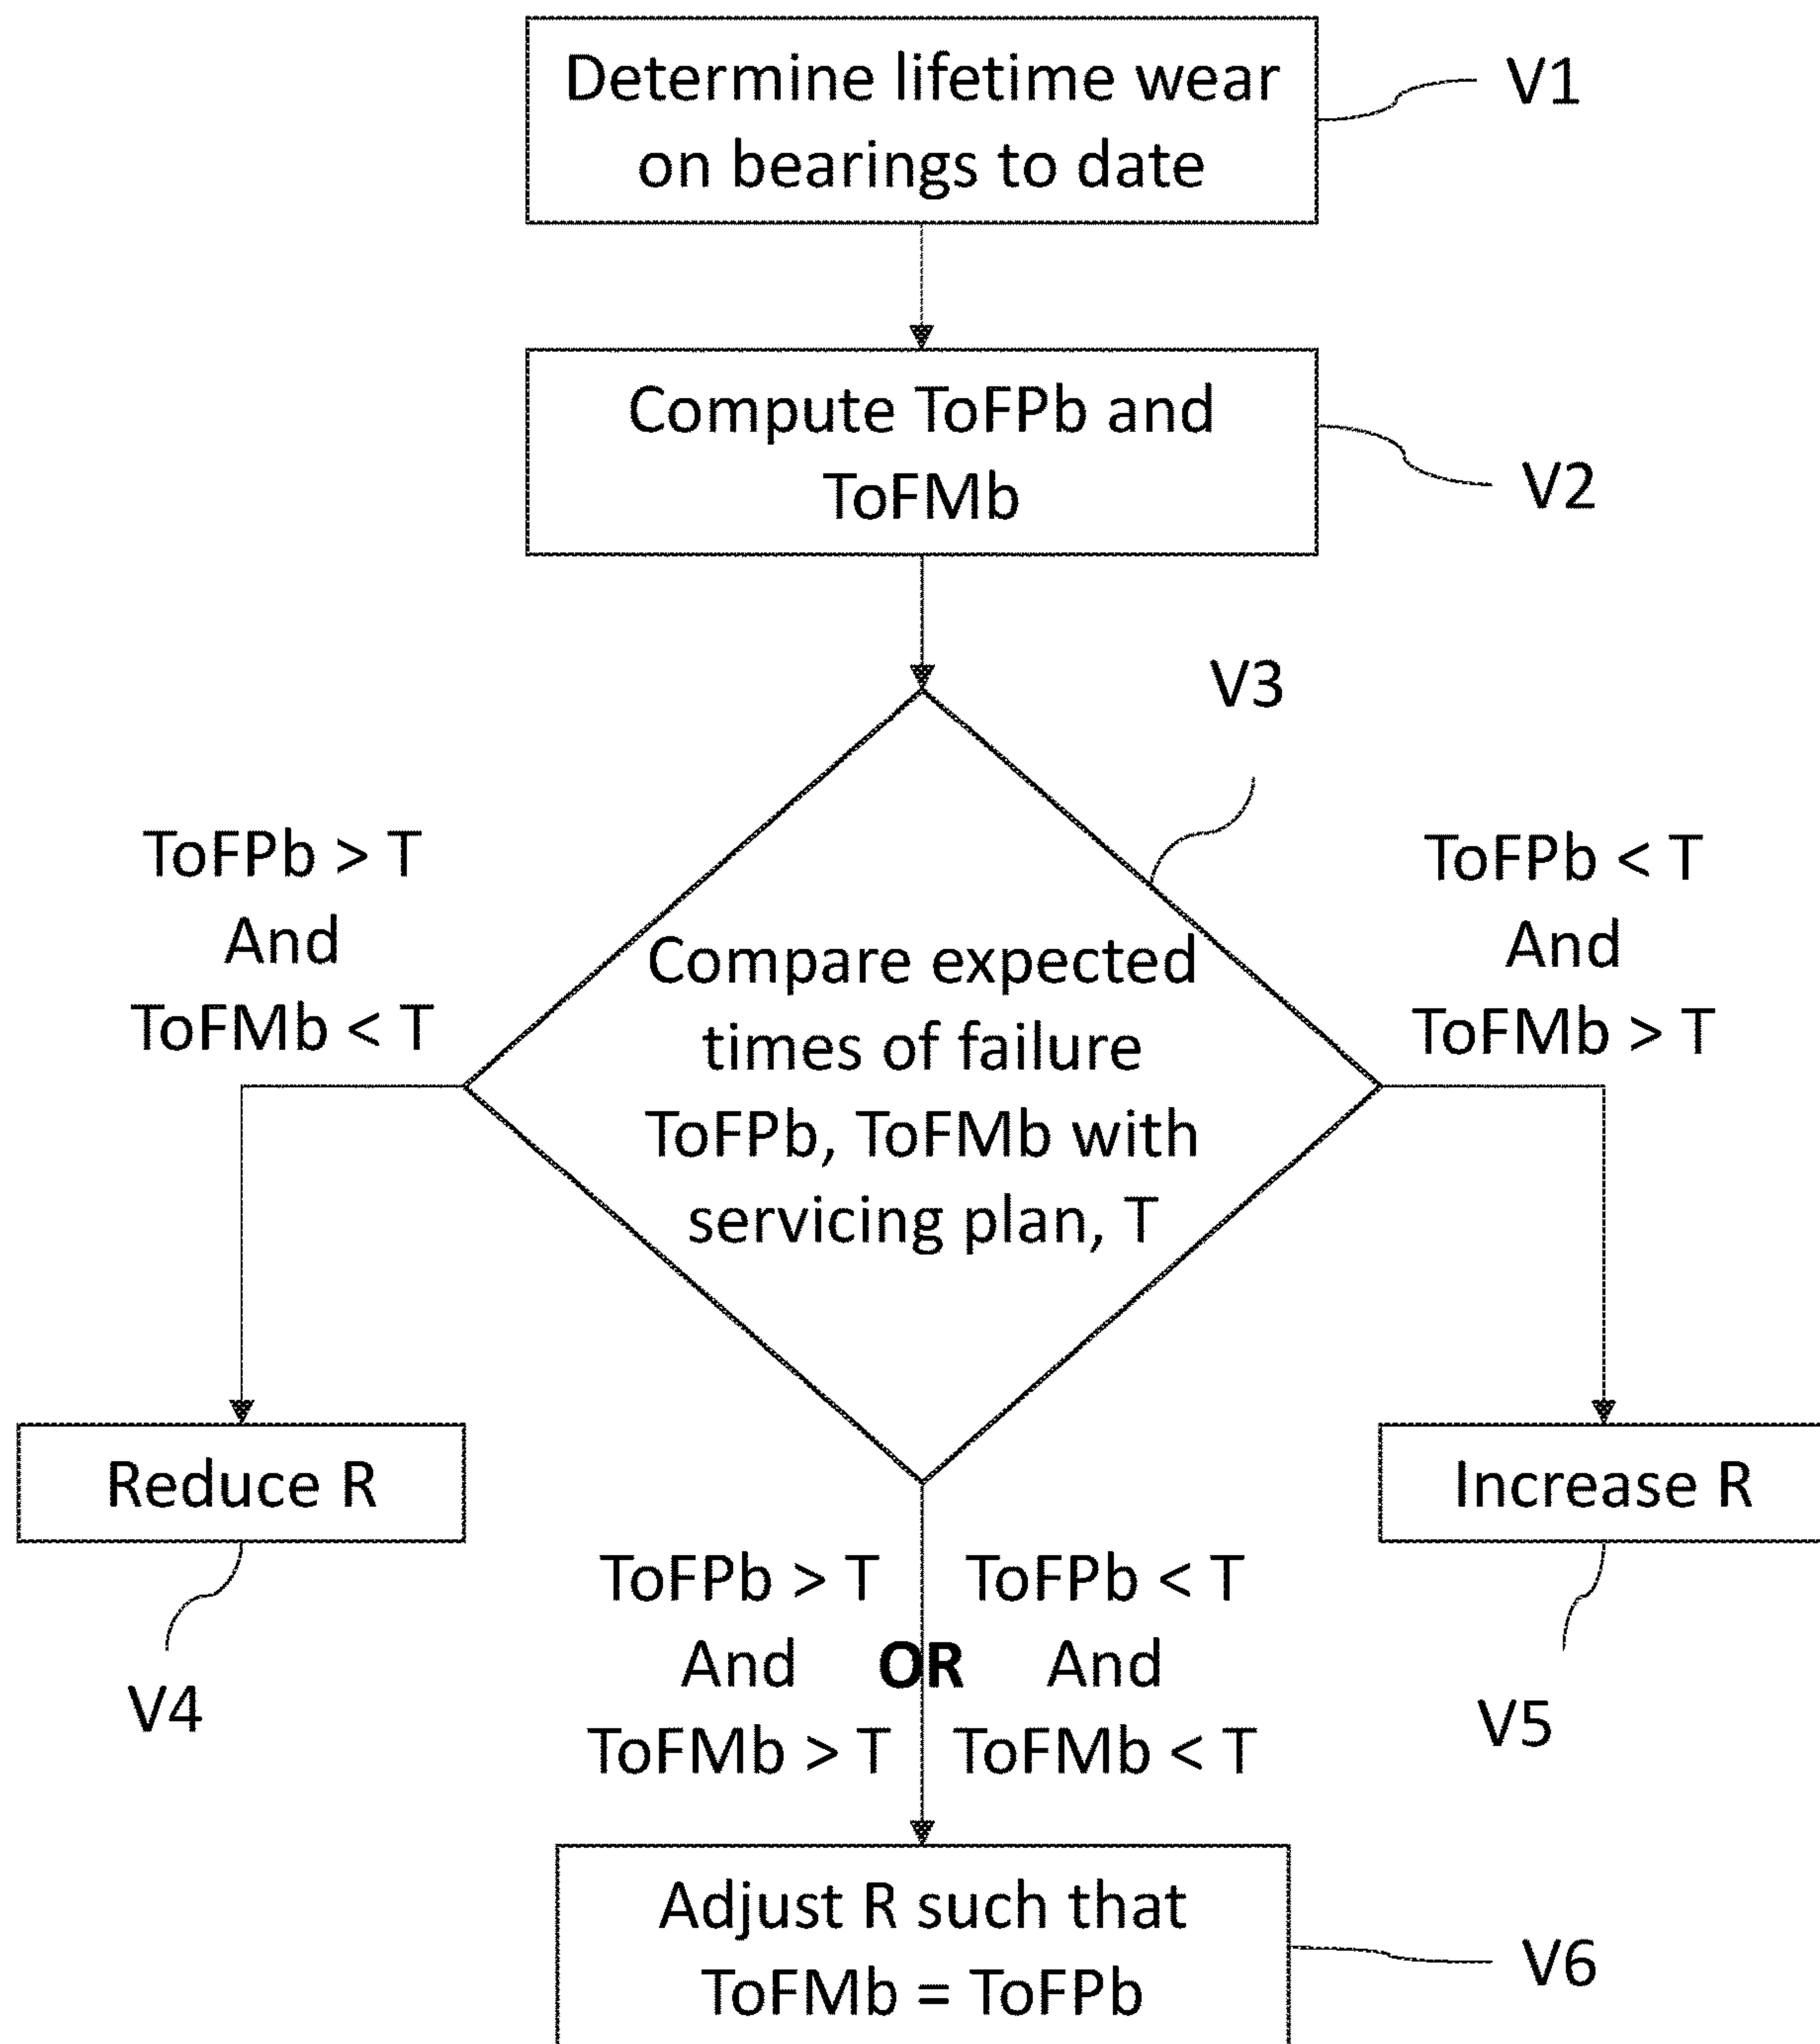 Determine lifetime wear
on bearings to date
V1
Compute ToFPb and
ToFMb
V2
V3
ToFPb > T
And
ToFMb < T
Compare expected
times of failure
ToFPb, ToFMb with
servicing plan, T
ToFPb < T
And
ToFMb > T
Reduce R
V4
Increase R
V5
ToFPb > T ToFPb < T
And OR And
ToFMb > T ToFMb < T
Adjust R such that
ToFMb = ToFPb
V6